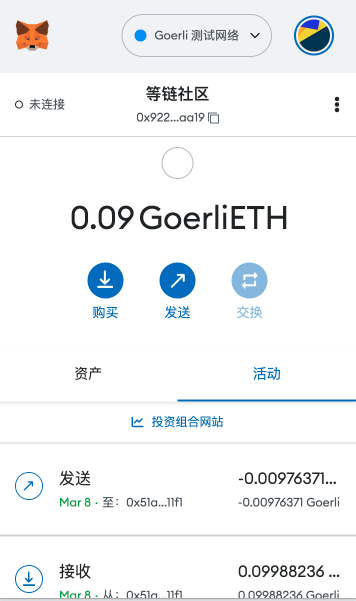 Goerli 测试网络
未连接
等链社区
0x922...aa19
0.09 GoerliETH
购买
发送
交换
资产
活动
投资组合网站
发送
-0.00976371...
Mar 8 · 至：0x51a...11f1
-0.00976371 Goerli
接收
0.09988236 ...
Mar 8 · 从：0x51a...11f1
0.09988236 Goerli